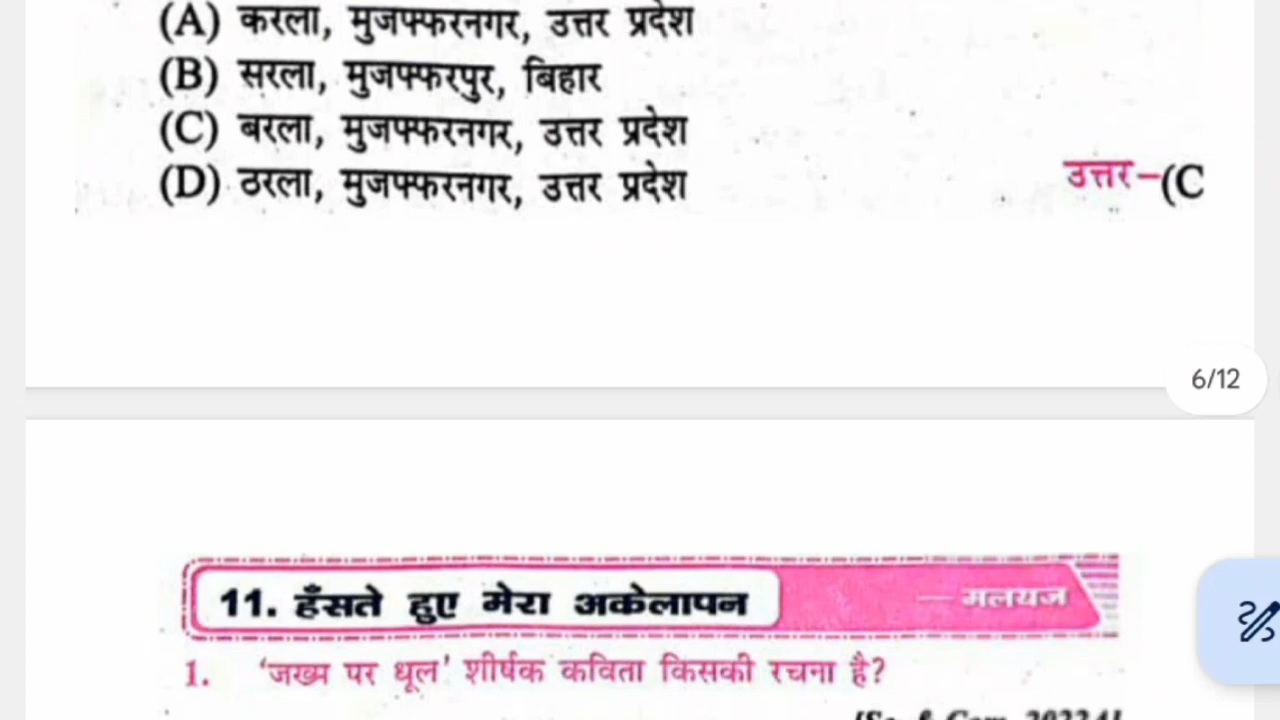 (A) करला, मुजफ्फरनगर, उत्तर प्रदेश
(B) सरला, मुजफ्फरपुर, बिहार
(C) बरला, मुजफ्फरनगर, उत्तर प्रदेश
(D) ठरला, मुजफ्फरनगर, उत्तर प्रदेश
उत्तर–(C
6/12
11. हँसते हुए मेरा अकेलापन — मलयज
1. ‘जख्म पर धूल’ शीर्षक कविता किसकी रचना है?